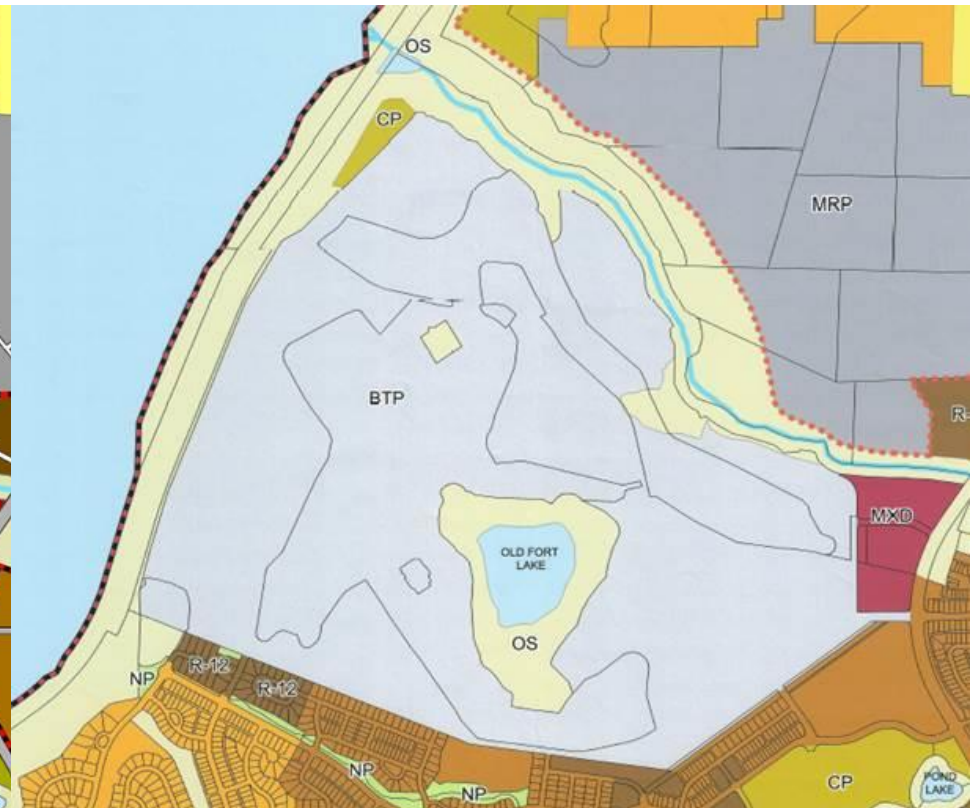 OS
CP
MRP
BTP
R-
MXD
OLD FORT
LAKE
OS
R-12
NP
R-12
NP
NP
CP
POND
LAKE